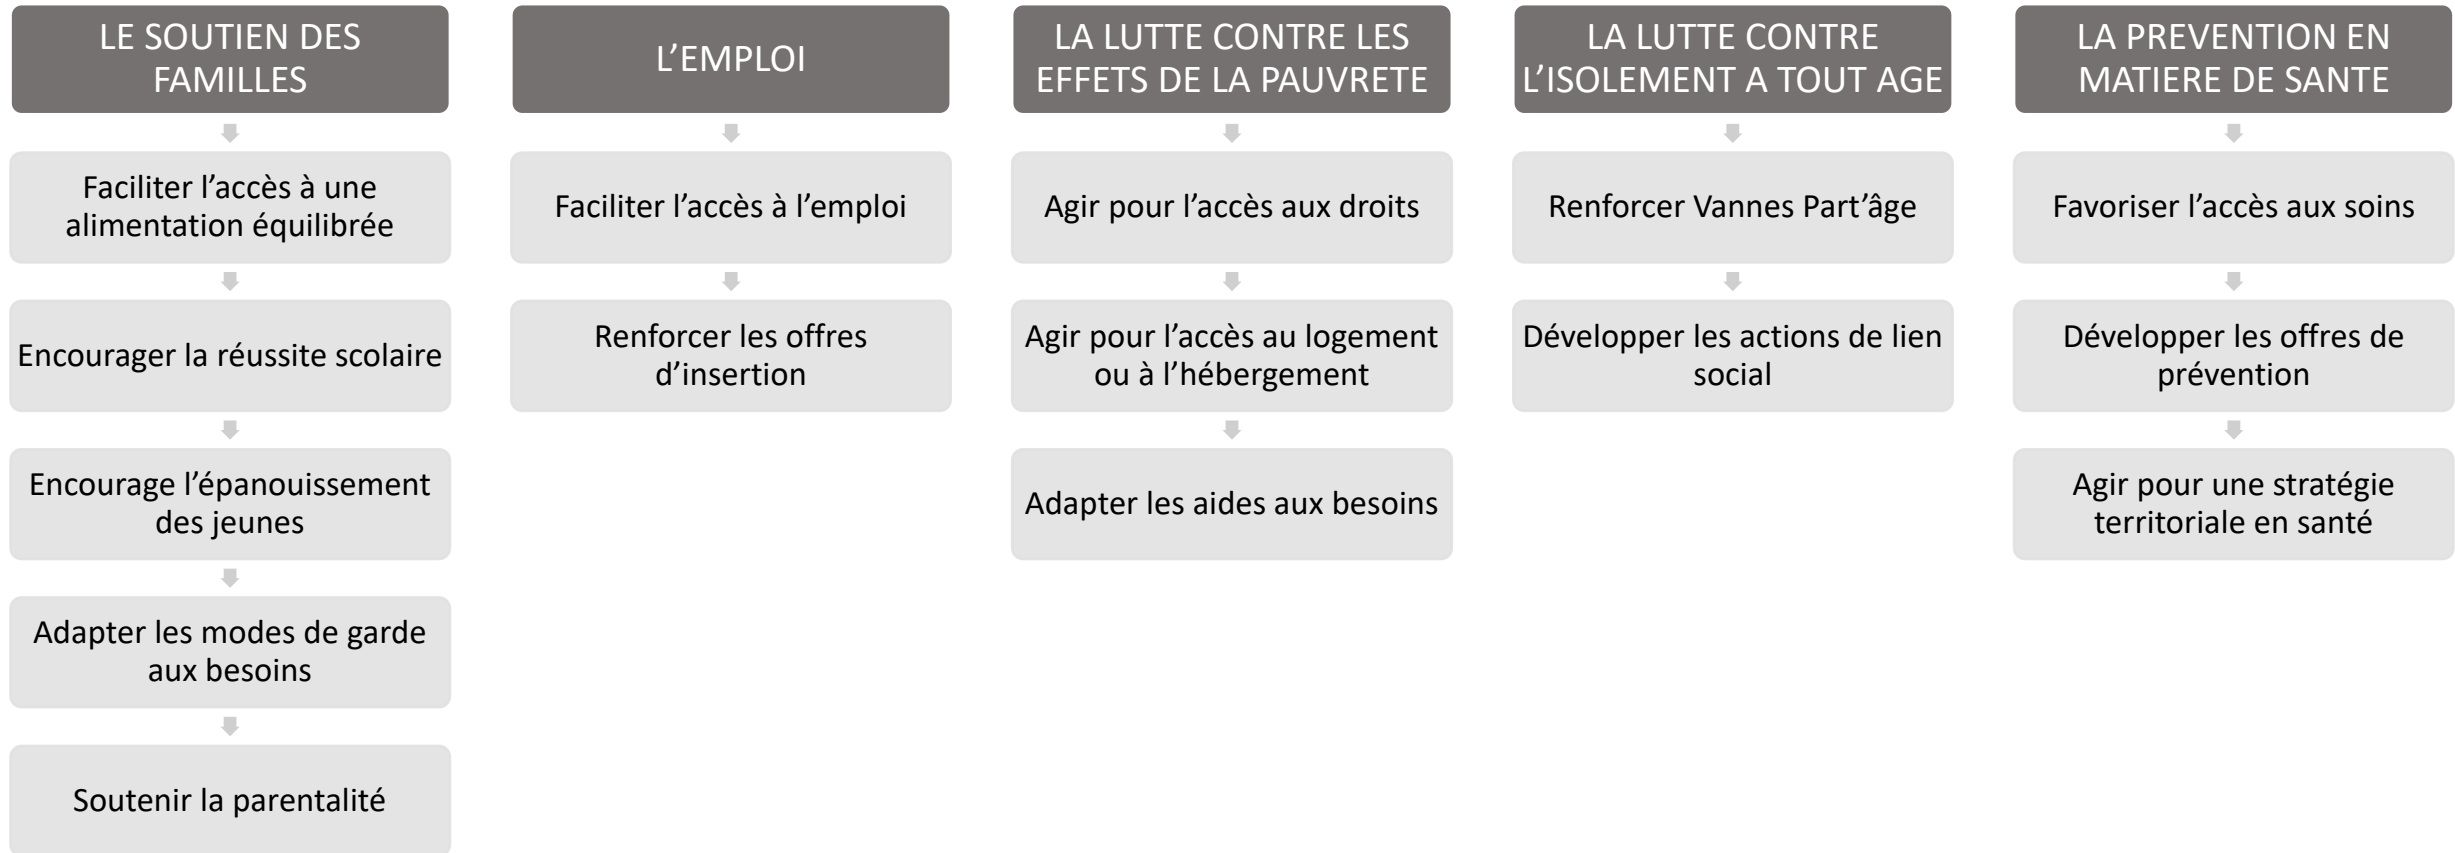 LE SOUTIEN DES
FAMILLES
Faciliter l’accès à une
alimentation équilibrée
Encourager la réussite scolaire
Encourage l’épanouissement
des jeunes
Adapter les modes de garde
aux besoins
Soutenir la parentalité
L’EMPLOI
Faciliter l’accès à l’emploi
Renforcer les offres
d’insertion
LA LUTTE CONTRE LES
EFFETS DE LA PAUVRETE
Agir pour l’accès aux droits
Agir pour l’accès au logement
ou à l’hébergement
Adapter les aides aux besoins
LA LUTTE CONTRE
L’ISOLEMENT A TOUT AGE
Renforcer Vannes Part’âge
Développer les actions de lien
social
LA PREVENTION EN
MATIERE DE SANTE
Favoriser l’accès aux soins
Développer les offres de
prévention
Agir pour une stratégie
territoriale en santé